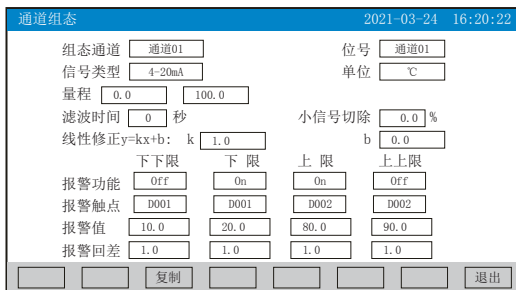 通道组态 2021-03-24 16:20:22
组态通道 通道01 位号 通道01
信号类型 4-20mA 单位 ℃
量程 0.0 100.0
滤波时间 0 秒 小信号切除 0.0 %
线性修正y=kx+b: k 1.0 b 0.0
下下限 下 限 上 限 上上限
报警功能 Off On On Off
报警触点 D001 D001 D002 D002
报警值 10.0 20.0 80.0 90.0
报警回差 1.0 1.0 1.0 1.0
复制 退出